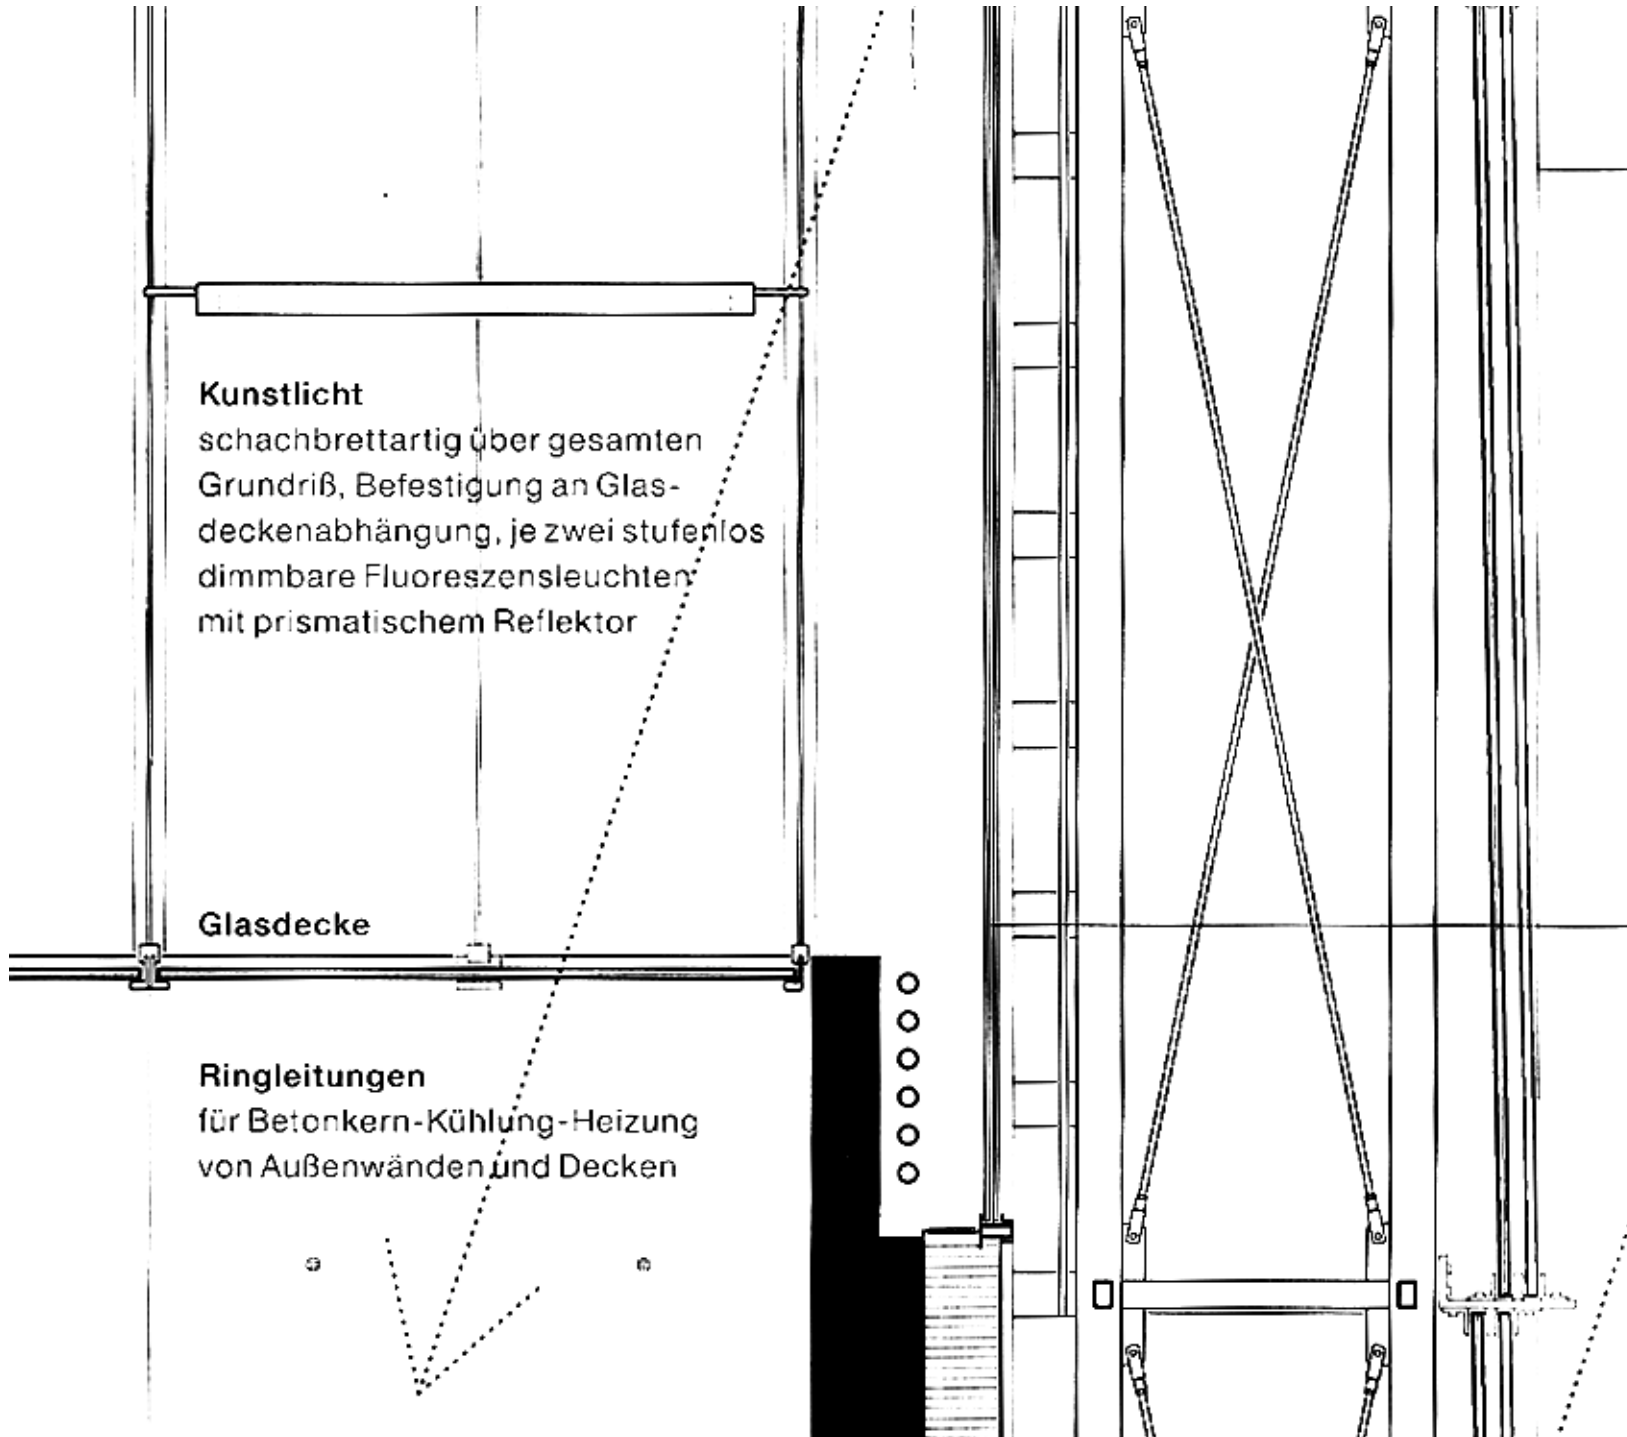 Kunstlicht
schachbrettartig über gesamten
Grundriß, Befestigung an Glas-
deckenabhängung, je zwei stufenlos
dimmbare Fluoreszensleuchten
mit prismatischem Reflektor
Glasdecke
Ringleitungen
für Betonkern-Kühlung-Heizung
von Außenwänden und Decken